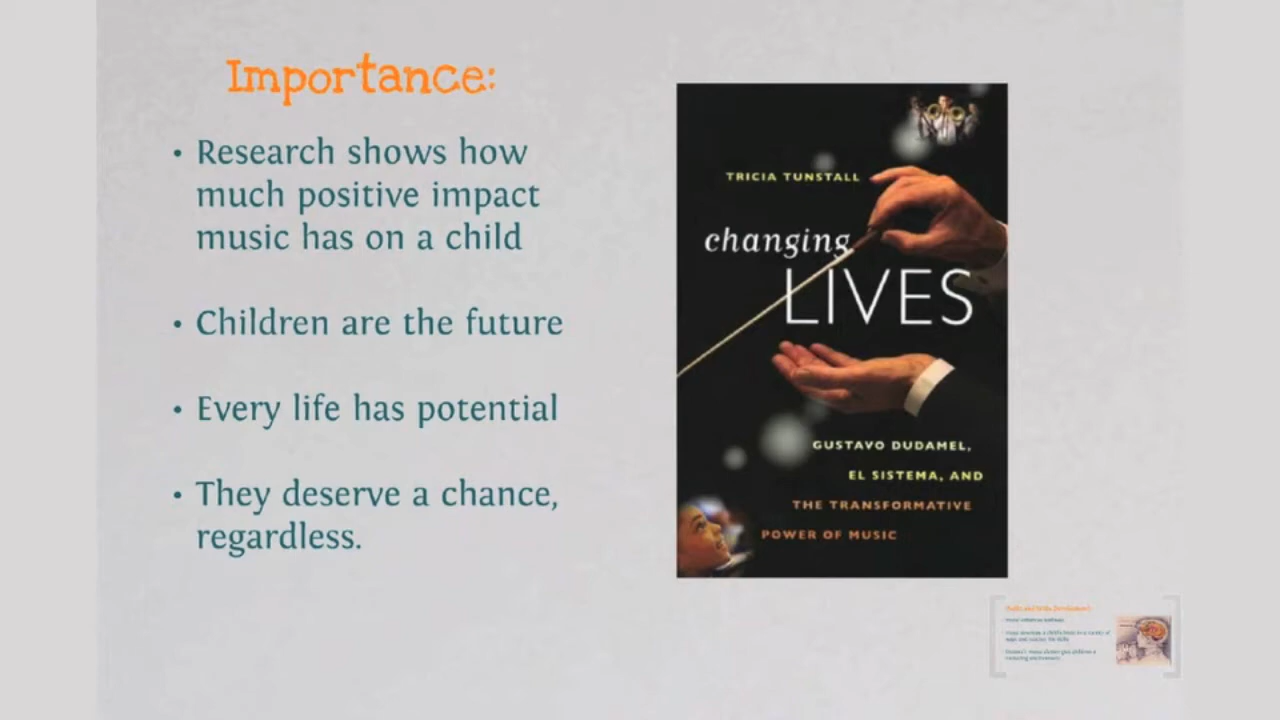 Importance:
• Research shows how
much positive impact
music has on a child
• Children are the future
• Every life has potential
• They deserve a chance,
regardless.
TRICIA TUNSTALL
changing
LIVES
GUSTAVO DUDAMEL,
EL SISTEMA, AND
THE TRANSFORMATIVE
POWER OF MUSIC